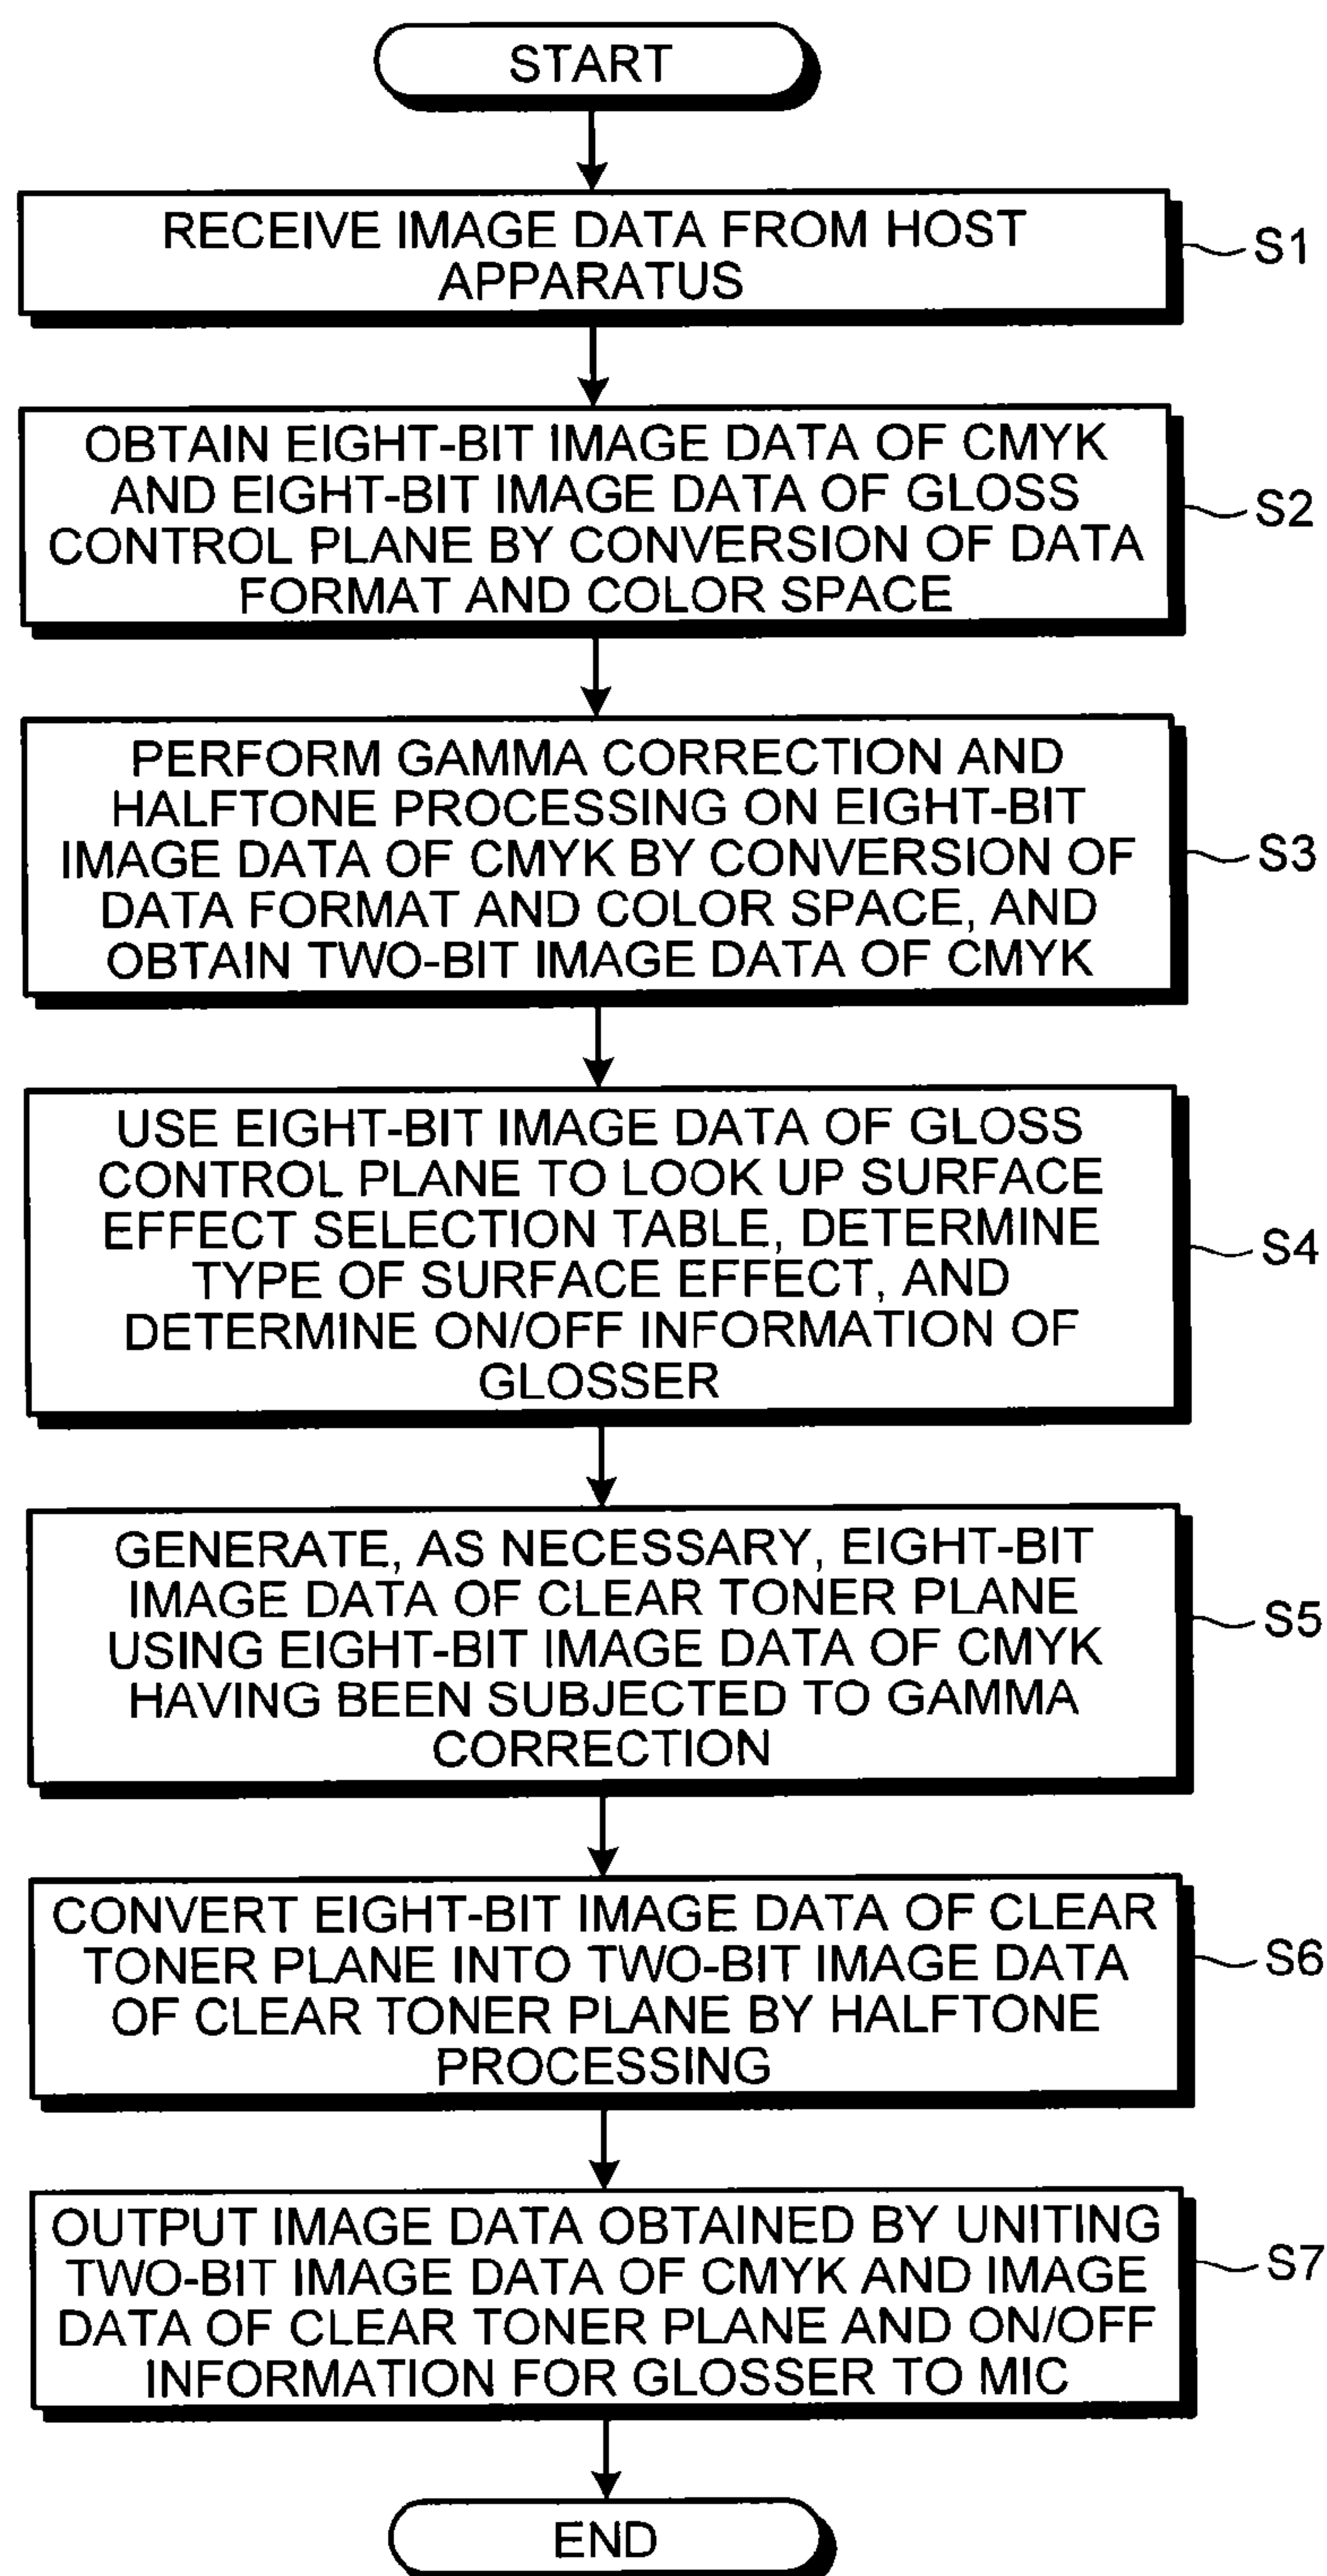 START
RECEIVE IMAGE DATA FROM HOST
APPARATUS
S1
OBTAIN EIGHT-BIT IMAGE DATA OF CMYK
AND EIGHT-BIT IMAGE DATA OF GLOSS
CONTROL PLANE BY CONVERSION OF DATA
FORMAT AND COLOR SPACE
S2
PERFORM GAMMA CORRECTION AND
HALFTONE PROCESSING ON EIGHT-BIT
IMAGE DATA OF CMYK BY CONVERSION OF
DATA FORMAT AND COLOR SPACE, AND
OBTAIN TWO-BIT IMAGE DATA OF CMYK
S3
USE EIGHT-BIT IMAGE DATA OF GLOSS
CONTROL PLANE TO LOOK UP SURFACE
EFFECT SELECTION TABLE, DETERMINE
TYPE OF SURFACE EFFECT, AND
DETERMINE ON/OFF INFORMATION OF
GLOSSER
S4
GENERATE, AS NECESSARY, EIGHT-BIT
IMAGE DATA OF CLEAR TONER PLANE
USING EIGHT-BIT IMAGE DATA OF CMYK
HAVING BEEN SUBJECTED TO GAMMA
CORRECTION
S5
CONVERT EIGHT-BIT IMAGE DATA OF CLEAR
TONER PLANE INTO TWO-BIT IMAGE DATA
OF CLEAR TONER PLANE BY HALFTONE
PROCESSING
S6
OUTPUT IMAGE DATA OBTAINED BY UNITING
TWO-BIT IMAGE DATA OF CMYK AND IMAGE
DATA OF CLEAR TONER PLANE AND ON/OFF
INFORMATION FOR GLOSSER TO MIC
S7
END